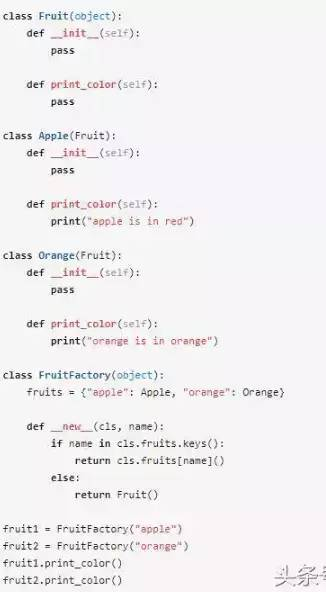 class Fruit(object):
    def __init__(self):
        pass

    def print_color(self):
        pass

class Apple(Fruit):
    def __init__(self):
        pass

    def print_color(self):
        print("apple is in red")

class Orange(Fruit):
    def __init__(self):
        pass

    def print_color(self):
        print("orange is in orange")

class FruitFactory(object):
    fruits = {"apple": Apple, "orange": Orange}

    def __new__(cls, name):
        if name in cls.fruits.keys():
            return cls.fruits[name]()
        else:
            return Fruit()

fruit1 = FruitFactory("apple")
fruit2 = FruitFactory("orange")
fruit1.print_color()
fruit2.print_color()
头条